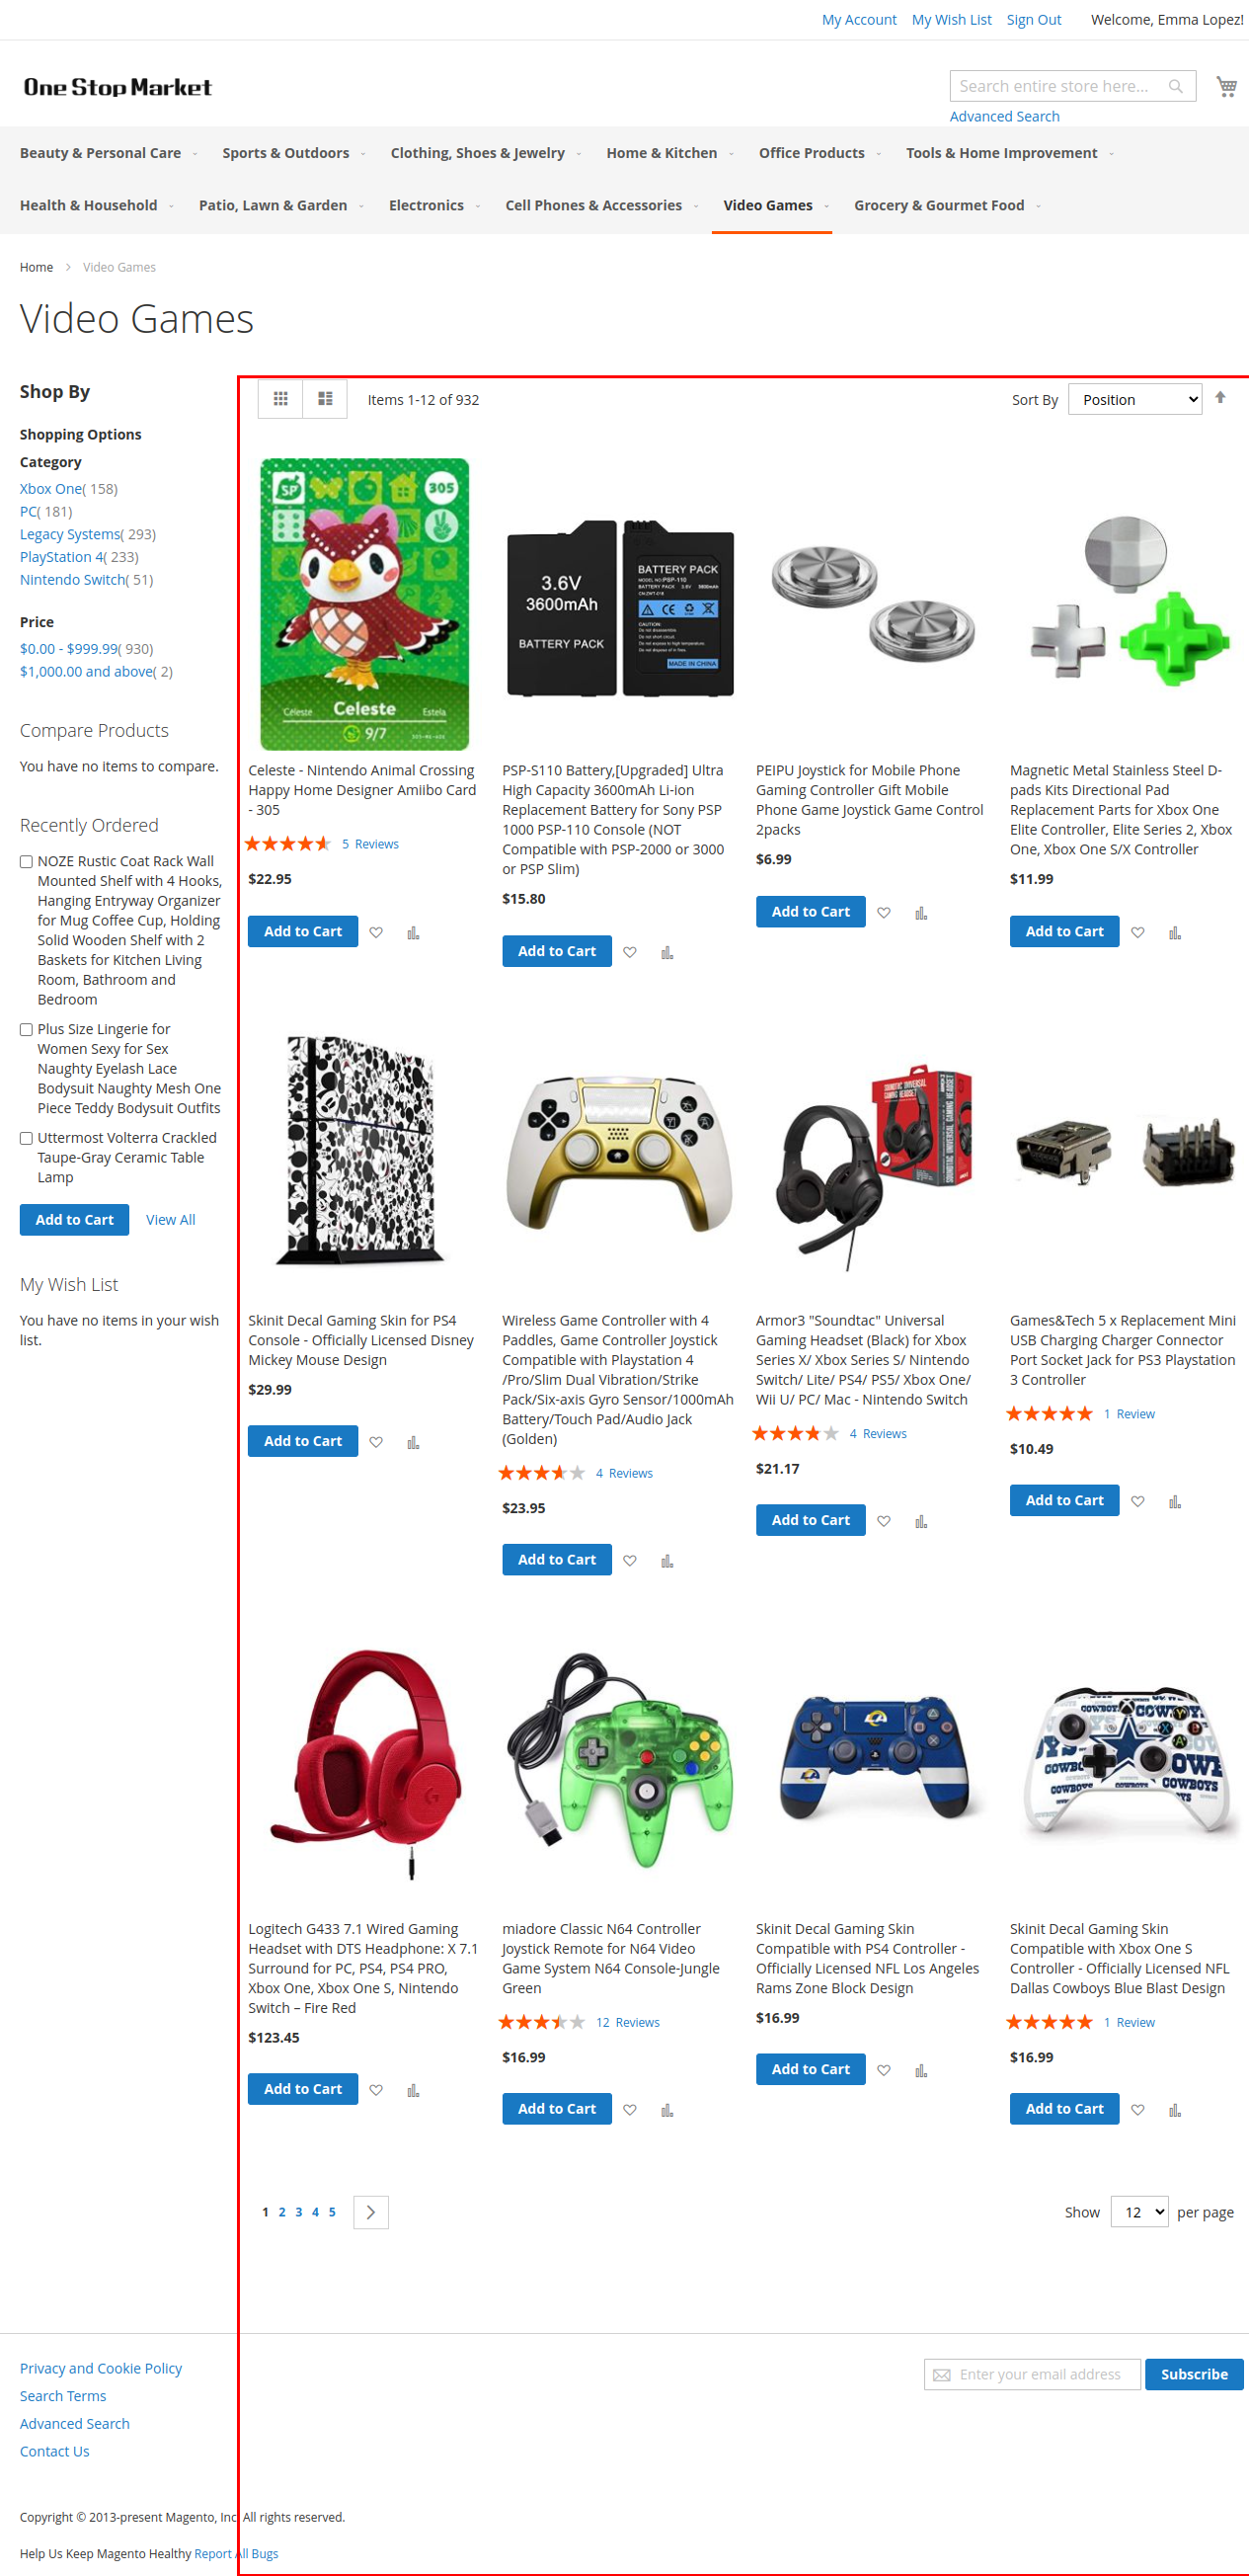 My Account My Wish List Sign Out Welcome, Emma Lopez!
One Stop Market
Search entire store here...
Advanced Search
Beauty & Personal Care Sports & Outdoors Clothing, Shoes & Jewelry Home & Kitchen Office Products Tools & Home Improvement
Health & Household Patio, Lawn & Garden Electronics Cell Phones & Accessories Video Games Grocery & Gourmet Food
Home > Video Games
Video Games
Shop By
Shopping Options
Category
Xbox One( 158)
PC( 181)
Legacy Systems( 293)
PlayStation 4( 233)
Nintendo Switch( 51)
Price
$0.00 - $999.99( 930)
$1,000.00 and above( 2)
Compare Products
You have no items to compare.
Recently Ordered
NOZE Rustic Coat Rack Wall
Mounted Shelf with 4 Hooks,
Hanging Entryway Organizer
for Mug Coffee Cup, Holding
Solid Wooden Shelf with 2
Baskets for Kitchen Living
Room, Bathroom and
Bedroom
Plus Size Lingerie for
Women Sexy for Sex
Naughty Eyelash Lace
Bodysuit Naughty Mesh One
Piece Teddy Bodysuit Outfits
Uttermost Volterra Crackled
Taupe-Gray Ceramic Table
Lamp
Add to Cart View All
My Wish List
You have no items in your wish
list.
Items 1-12 of 932
Sort By Position
SP
305
Celeste Celeste Estela
9/7
3.6V
3600mAh
BATTERY PACK
BATTERY PACK
CAUTION:
MADE IN CHINA
Celeste - Nintendo Animal Crossing
Happy Home Designer Amiibo Card
- 305
5 Reviews
$22.95
Add to Cart
PSP-S110 Battery,[Upgraded] Ultra
High Capacity 3600mAh Li-ion
Replacement Battery for Sony PSP
1000 PSP-110 Console (NOT
Compatible with PSP-2000 or 3000
or PSP Slim)
$15.80
Add to Cart
PEIPU Joystick for Mobile Phone
Gaming Controller Gift Mobile
Phone Game Joystick Game Control
2packs
$6.99
Add to Cart
Magnetic Metal Stainless Steel D-
pads Kits Directional Pad
Replacement Parts for Xbox One
Elite Controller, Elite Series 2, Xbox
One, Xbox One S/X Controller
$11.99
Add to Cart
Skinit Decal Gaming Skin for PS4
Console - Officially Licensed Disney
Mickey Mouse Design
$29.99
Add to Cart
Wireless Game Controller with 4
Paddles, Game Controller Joystick
Compatible with Playstation 4
/Pro/Slim Dual Vibration/Strike
Pack/Six-axis Gyro Sensor/1000mAh
Battery/Touch Pad/Audio Jack
(Golden)
4 Reviews
$23.95
Add to Cart
Armor3 "Soundtac" Universal
Gaming Headset (Black) for Xbox
Series X/ Xbox Series S/ Nintendo
Switch/ Lite/ PS4/ PS5/ Xbox One/
Wii U/ PC/ Mac - Nintendo Switch
4 Reviews
$21.17
Add to Cart
Games&Tech 5 x Replacement Mini
USB Charging Charger Connector
Port Socket Jack for PS3 Playstation
3 Controller
1 Review
$10.49
Add to Cart
Logitech G433 7.1 Wired Gaming
Headset with DTS Headphone: X 7.1
Surround for PC, PS4, PS4 PRO,
Xbox One, Xbox One S, Nintendo
Switch – Fire Red
$123.45
Add to Cart
miadore Classic N64 Controller
Joystick Remote for N64 Video
Game System N64 Console-Jungle
Green
12 Reviews
$16.99
Add to Cart
Skinit Decal Gaming Skin
Compatible with PS4 Controller -
Officially Licensed NFL Los Angeles
Rams Zone Block Design
$16.99
Add to Cart
COWBOYS
Skinit Decal Gaming Skin
Compatible with Xbox One S
Controller - Officially Licensed NFL
Dallas Cowboys Blue Blast Design
1 Review
$16.99
Add to Cart
1 2 3 4 5
Show 12 per page
Privacy and Cookie Policy
Search Terms
Advanced Search
Contact Us
Enter your email address Subscribe
Copyright © 2013-present Magento, Inc. All rights reserved.
Help Us Keep Magento Healthy Report All Bugs